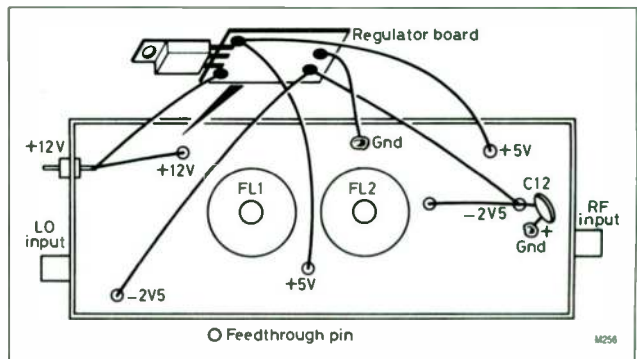 Regulator board
+12V
+12V
Gnd
+5V
FL1
FL2
C12
-2V5
LO
input
RF
input
+
Gnd
+5V
-2V5
Feedthrough pin
M256